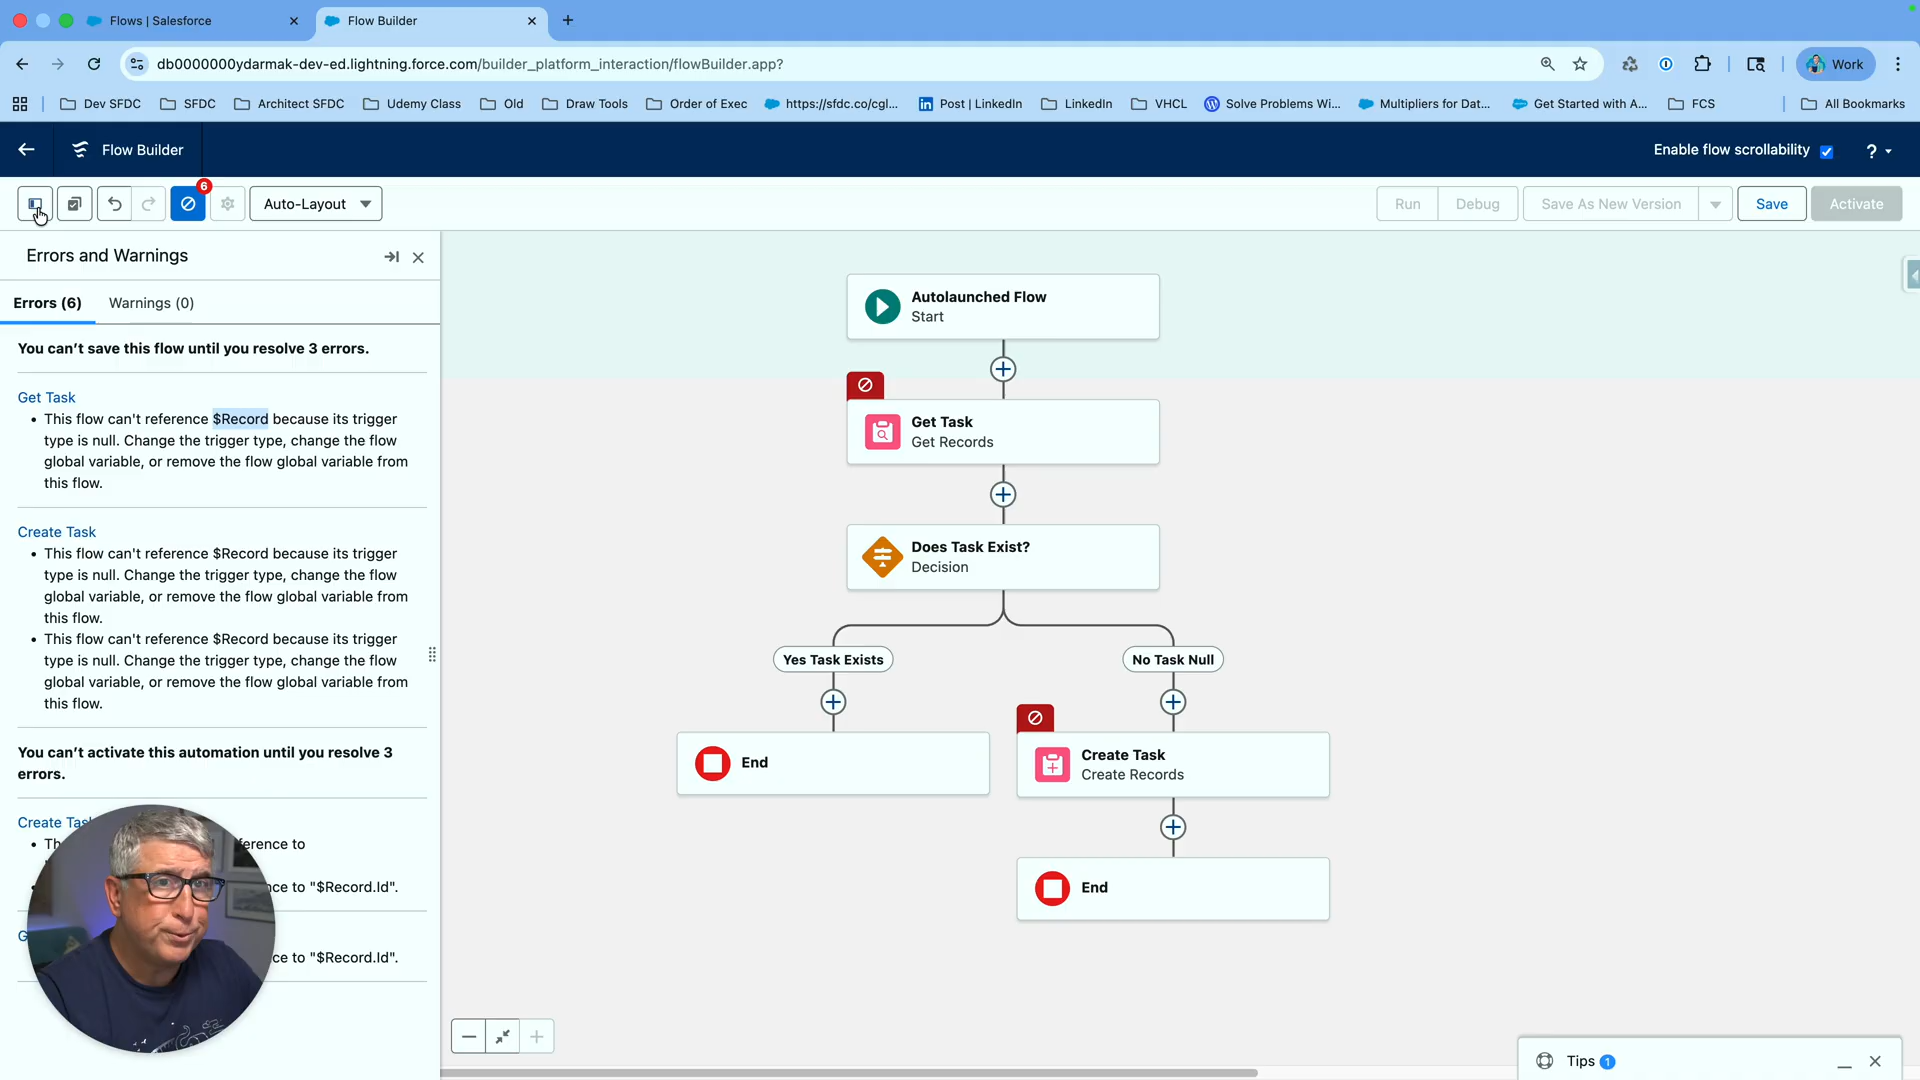 Flows | Salesforce
Flow Builder
db0000000ydarmak-dev-ed.lightning.force.com/builder_platform_interaction/flowBuilder.app?
Work
Dev SFDC
SFDC
Architect SFDC
Udemy Class
Old
Draw Tools
Order of Exec
https://sfdc.co/cgl...
Post | LinkedIn
LinkedIn
VHCL
Solve Problems Wi...
Multipliers for Dat...
Get Started with A...
FCS
All Bookmarks
Flow Builder
Enable flow scrollability
?
6
Auto-Layout
Run
Debug
Save As New Version
Save
Activate
Errors and Warnings
Errors (6)
Warnings (0)
You can’t save this flow until you resolve 3 errors.
Get Task
• This flow can't reference $Record because its trigger
type is null. Change the trigger type, change the flow
global variable, or remove the flow global variable from
this flow.
Create Task
• This flow can't reference $Record because its trigger
type is null. Change the trigger type, change the flow
global variable, or remove the flow global variable from
this flow.
• This flow can't reference $Record because its trigger
type is null. Change the trigger type, change the flow
global variable, or remove the flow global variable from
this flow.
You can’t activate this automation until you resolve 3
errors.
Create
to
to "$Record.Id".
to "$Record.Id".
Autolaunched Flow
Start
Get Task
Get Records
Does Task Exist?
Decision
Yes Task Exists
No Task Null
End
Create Task
Create Records
End
Tips 1